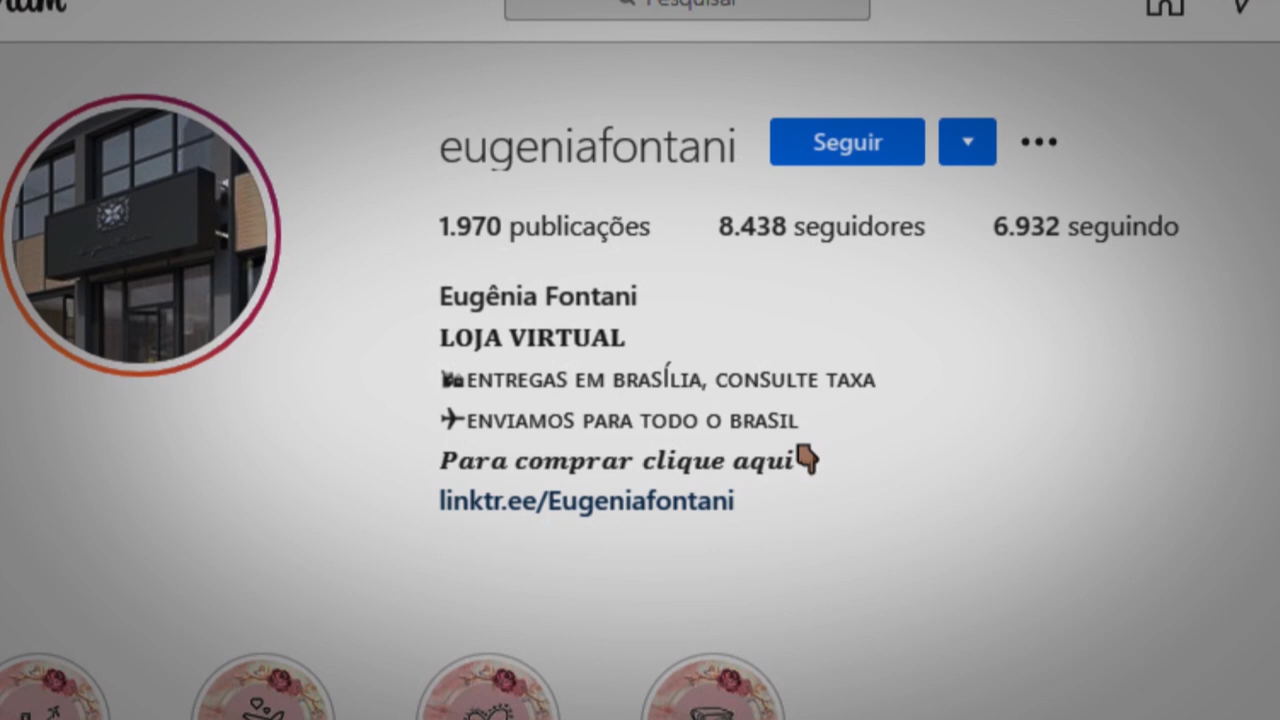 Pesquisar
eugeniafontani Seguir
1.970 publicações 8.438 seguidores 6.932 seguindo
Eugênia Fontani
LOJA VIRTUAL
ENTREGAS EM BRASÍLIA, CONSULTE TAXA
✈ENVIAMOS PARA TODO O BRASIL
Para comprar clique aqui👇🏾
linktr.ee/Eugeniafontani